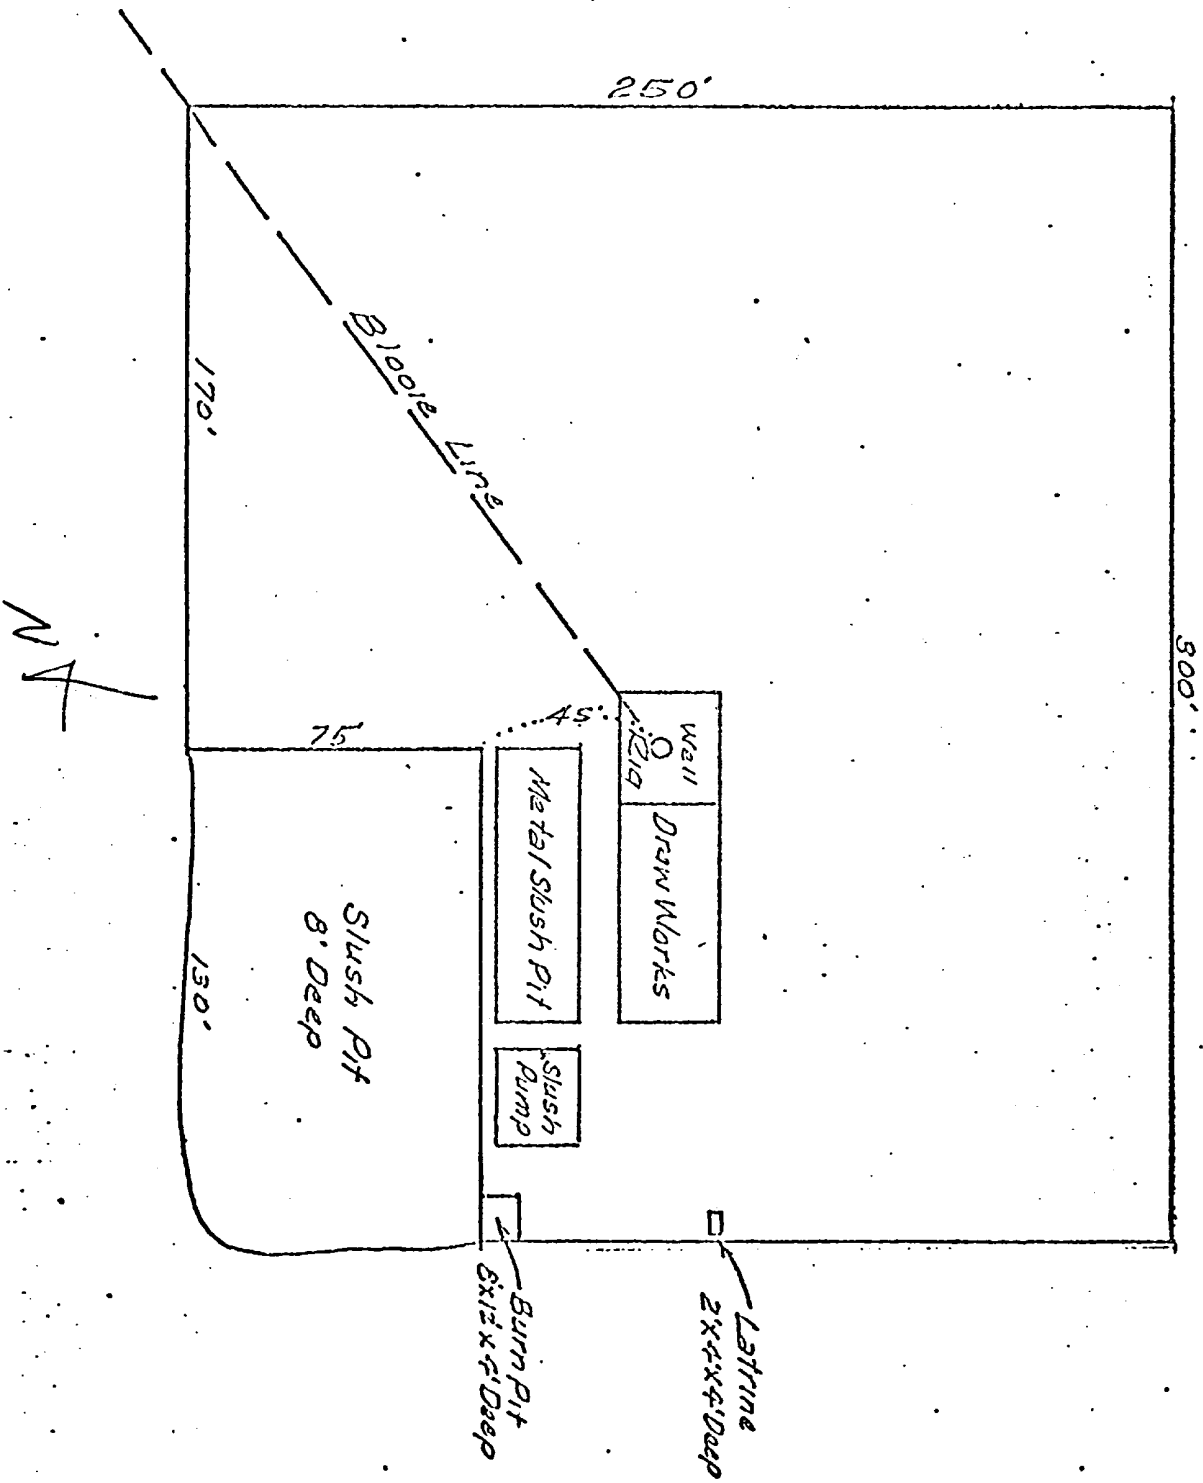 250'
300'
Blooie Line
170'
N
45'
75'
Well
Rig
Draw Works
Metal Slush Pit
Slush
Pump
Slush Pit
8' Deep
130'
Latrine
2'x4'x4' Deep
Burn Pit
8'x12'x4' Deep